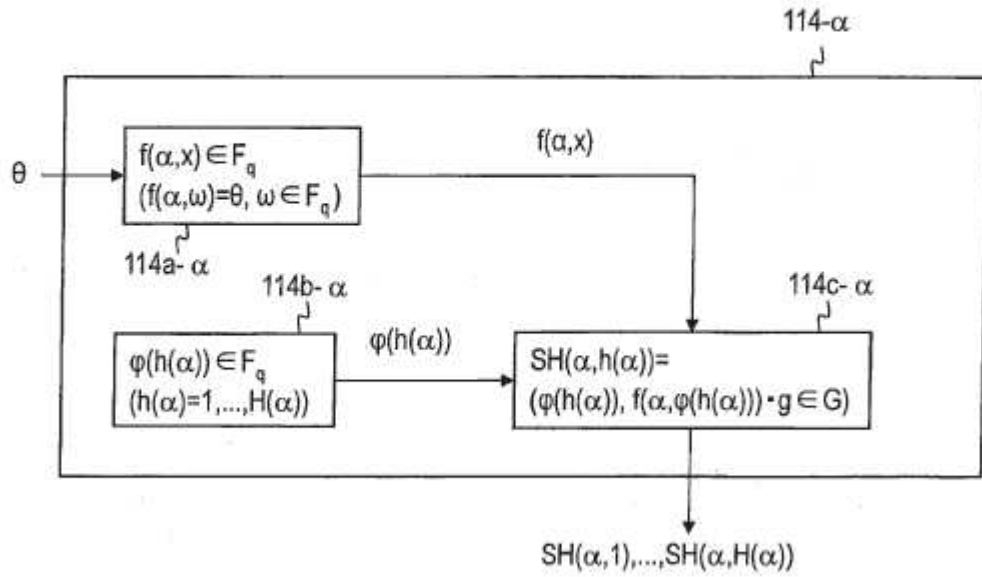 114-α
θ
f(α,x)∈F_q
(f(α,ω)=θ, ω∈F_q)
f(α,x)
114a-α
114b-α
114c-α
φ(h(α))∈F_q
(h(α)=1,...,H(α))
φ(h(α))
SH(α,h(α))=
(φ(h(α)), f(α,φ(h(α)))・g∈G)
SH(α,1),...,SH(α,H(α))